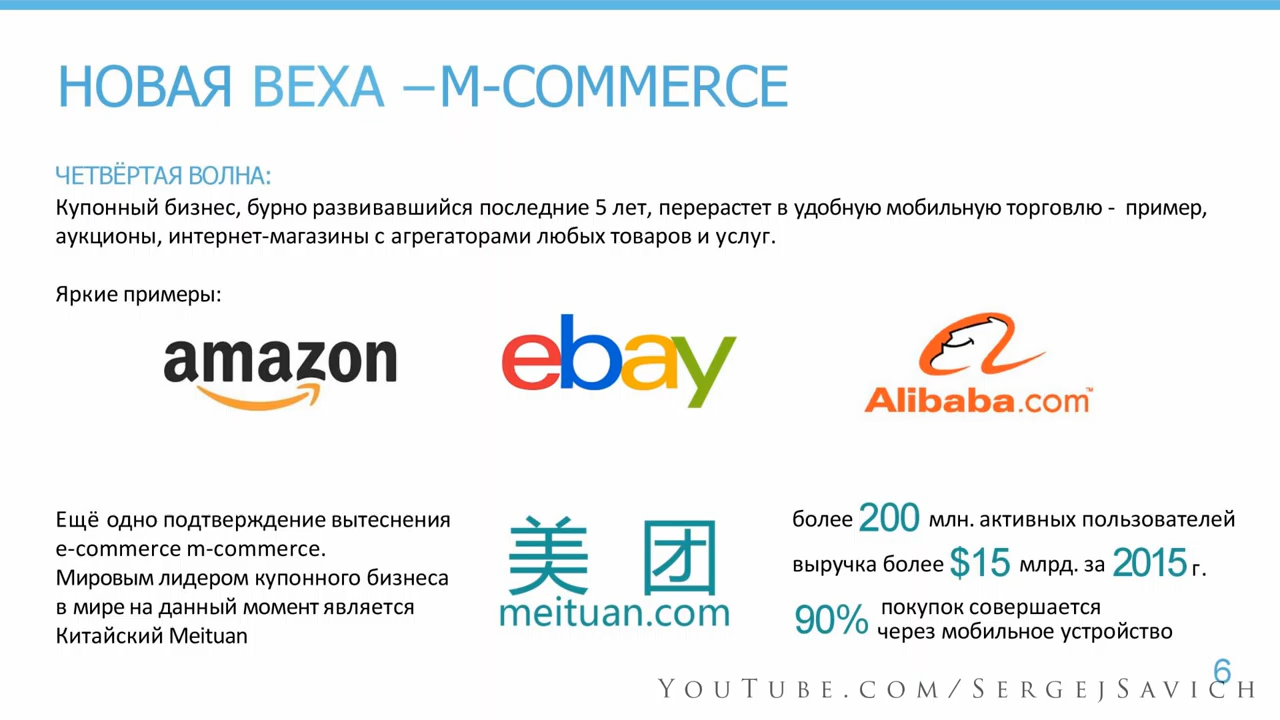 НОВАЯ ВЕХА –M-COMMERCE
ЧЕТВЁРТАЯ ВОЛНА:
Купонный бизнес, бурно развивавшийся последние 5 лет, перерастет в удобную мобильную торговлю - пример,
аукционы, интернет-магазины с агрегаторами любых товаров и услуг.
Яркие примеры:
amazon
ebay
Alibaba.com™
Ещё одно подтверждение вытеснения
e-commerce m-commerce.
Мировым лидером купонного бизнеса
в мире на данный момент является
Китайский Meituan
美团
meituan.com
более 200 млн. активных пользователей
выручка более $15 млрд. за 2015 г.
90% покупок совершается
через мобильное устройство
6
YouTube.com/SergejSavich